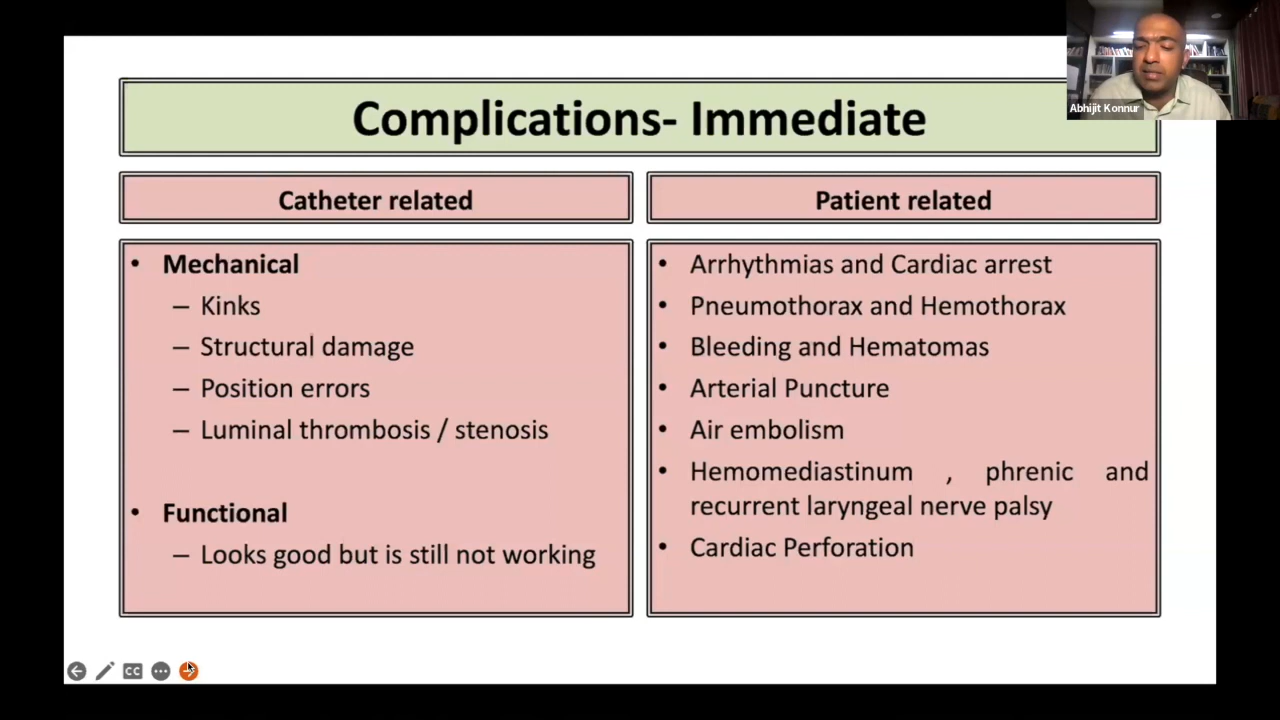 Complications- Immediate
Abhijit Konnur
Catheter related
• Mechanical
– Kinks
– Structural damage
– Position errors
– Luminal thrombosis / stenosis
• Functional
– Looks good but is still not working
Patient related
• Arrhythmias and Cardiac arrest
• Pneumothorax and Hemothorax
• Bleeding and Hematomas
• Arterial Puncture
• Air embolism
• Hemomediastinum , phrenic and
recurrent laryngeal nerve palsy
• Cardiac Perforation
CC